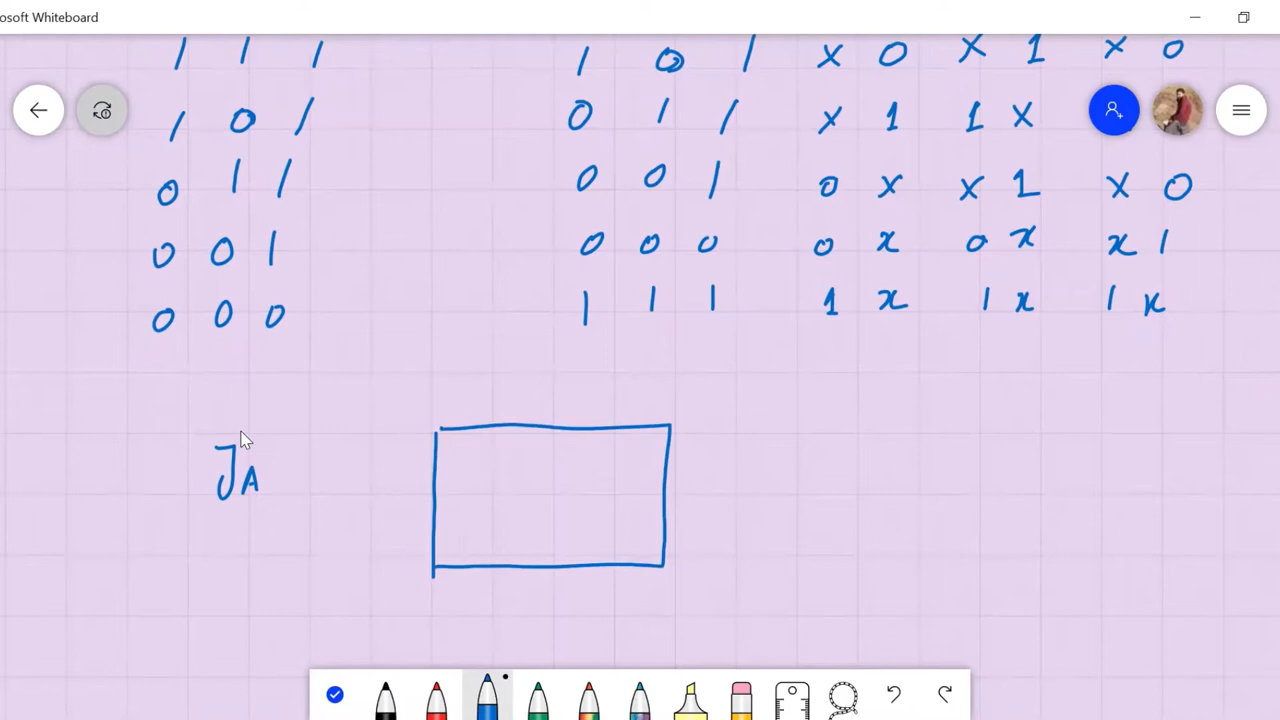 osoft Whiteboard
1 1 1 1 0 1 x 0 x 1 x 0
1 0 1 0 1 1 x 1 1 x
0 1 1 0 0 1 0 x x 1 x 0
0 0 1 0 0 0 0 x 0 x x 1
0 0 0 1 1 1 1 x 1 x 1 x
JA